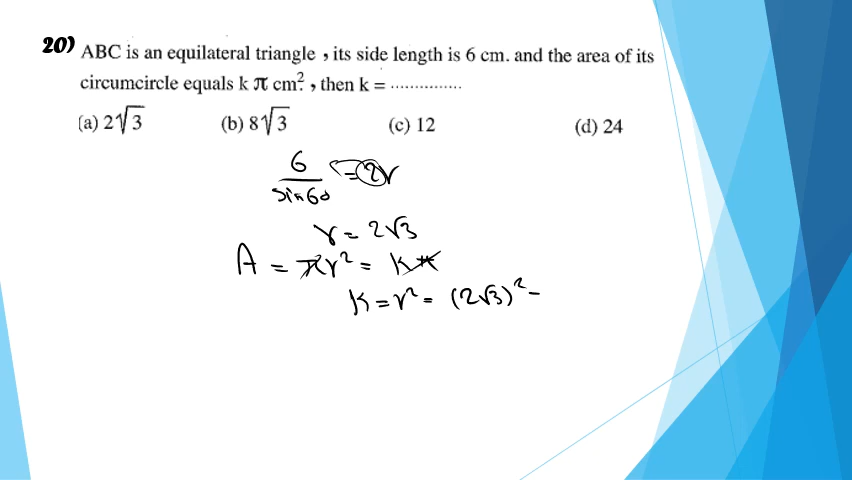 20) ABC is an equilateral triangle , its side length is 6 cm. and the area of its
circumcircle equals k π cm². , then k = ...............
(a) 2√3 (b) 8√3 (c) 12 (d) 24
6/sin60 = 2r
r = 2√3
A = πr² = kπ
k = r² = (2√3)² =